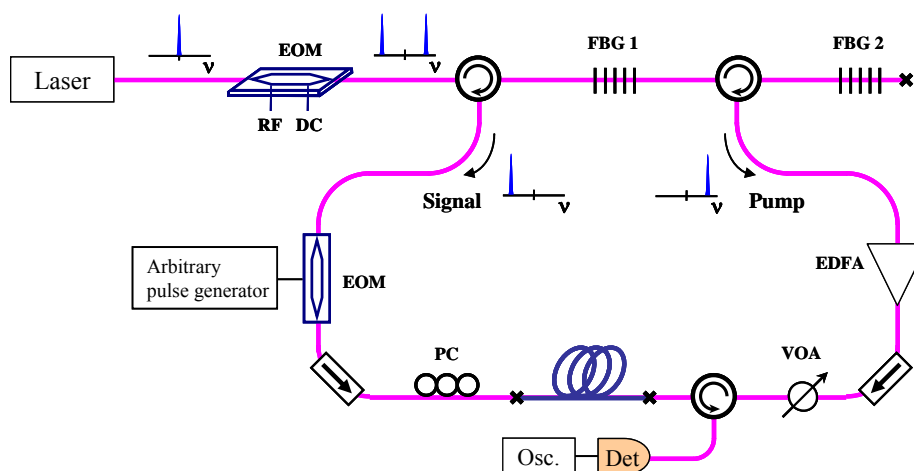 Laser
ν
EOM
RF DC
ν
FBG 1
FBG 2
Signal
ν
ν
Pump
Arbitrary
pulse generator
EOM
EDFA
PC
VOA
Osc.
Det